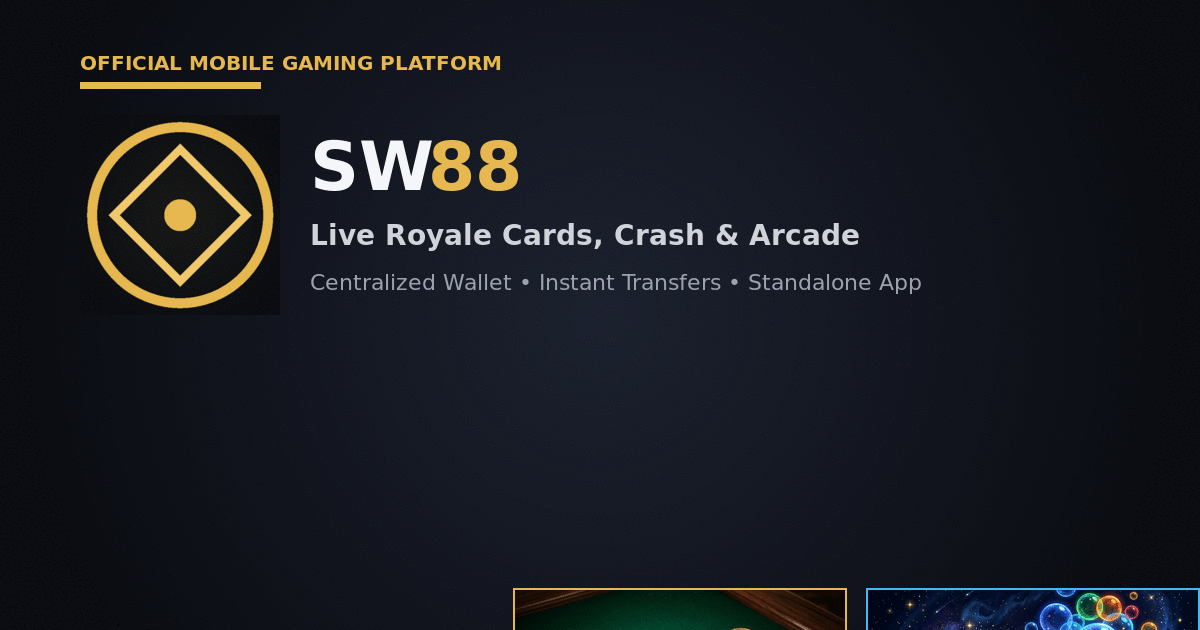 OFFICIAL MOBILE GAMING PLATFORM
SW88
Live Royale Cards, Crash & Arcade
Centralized Wallet • Instant Transfers • Standalone App